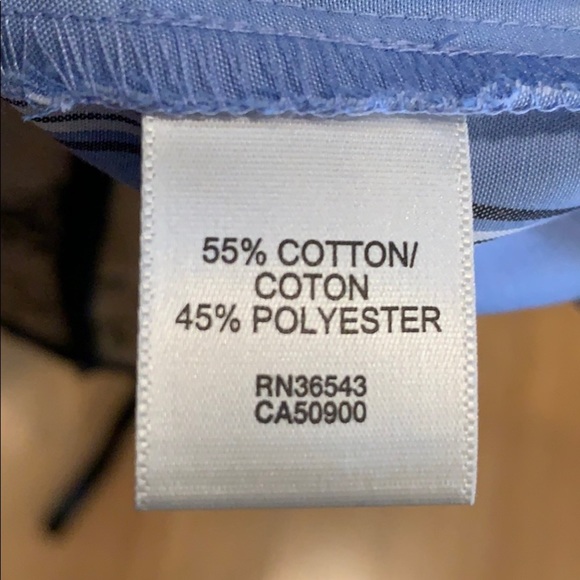 55% COTTON/
COTON
45% POLYESTER
RN36543
CA50900